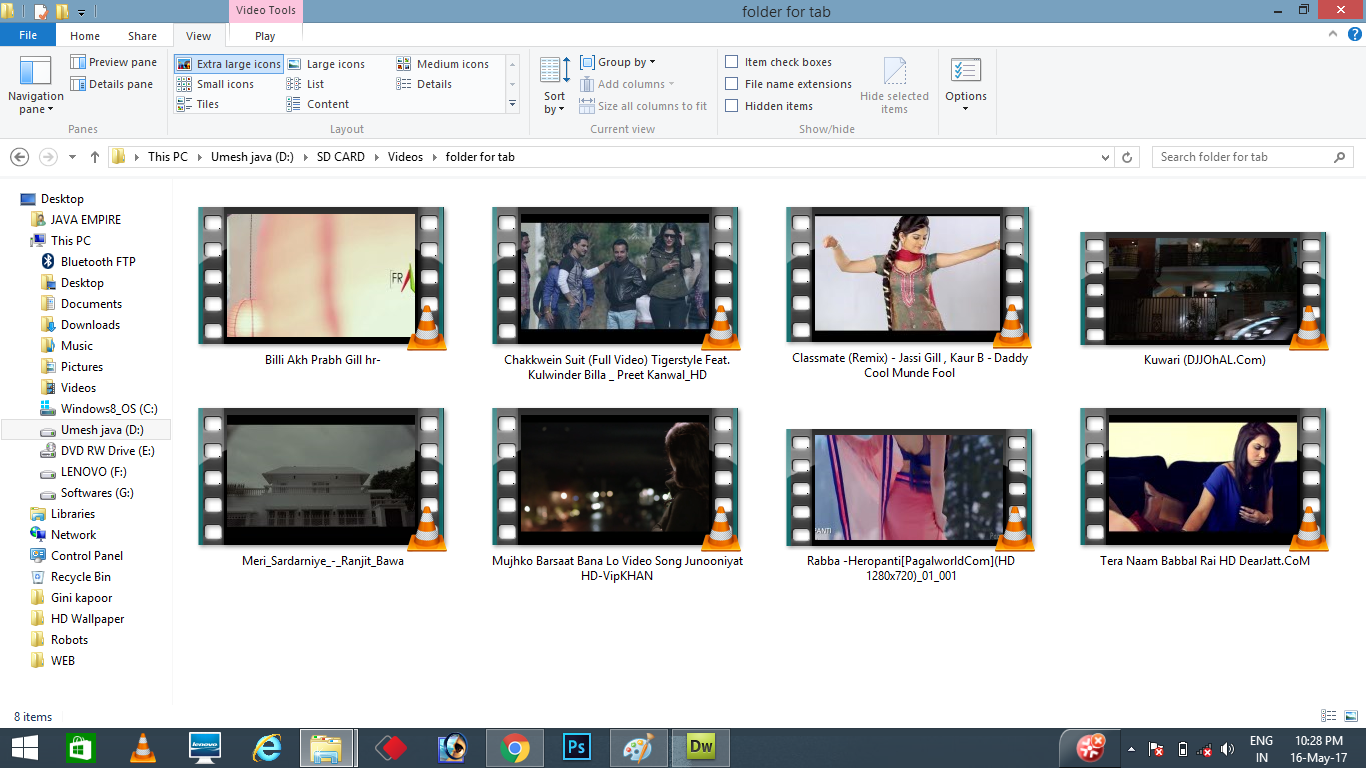 Video Tools
folder for tab
File
Home
Share
View
Play
Navigation
pane
Preview pane
Details pane
Panes
Extra large icons
Large icons
Medium icons
Small icons
List
Details
Tiles
Content
Layout
Sort
by
Group by
Add columns
Size all columns to fit
Current view
Item check boxes
File name extensions
Hidden items
Hide selected
items
Show/hide
Options
This PC
Umesh java (D:)
SD CARD
Videos
folder for tab
Search folder for tab
Desktop
JAVA EMPIRE
This PC
Bluetooth FTP
Desktop
Documents
Downloads
Music
Pictures
Videos
Windows8_OS (C:)
Umesh java (D:)
DVD RW Drive (E:)
LENOVO (F:)
Softwares (G:)
Libraries
Network
Control Panel
Recycle Bin
Gini kapoor
HD Wallpaper
Robots
WEB
FR
Billi Akh Prabh Gill hr-
Chakkwein Suit (Full Video) Tigerstyle Feat.
Kulwinder Billa _ Preet Kanwal_HD
Classmate (Remix) - Jassi Gill , Kaur B - Daddy
Cool Munde Fool
Kuwari (DJJOhAL.Com)
Meri_Sardarniye_-_Ranjit_Bawa
Mujhko Barsaat Bana Lo Video Song Junooniyat
HD-VipKHAN
Rabba -Heropanti[PagalworldCom](HD
1280x720)_01_001
Tera Naam Babbal Rai HD DearJatt.CoM
8 items
lenovo
Ps
Dw
ENG
IN
10:28 PM
16-May-17